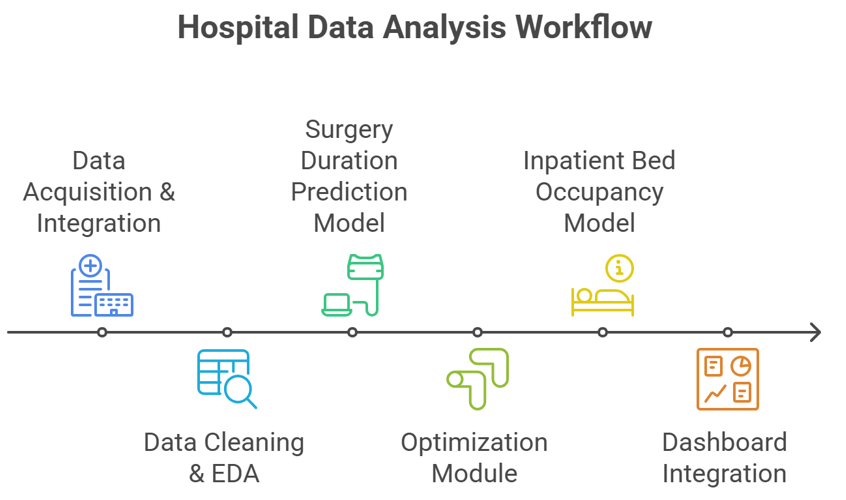 Hospital Data Analysis Workflow
Data
Acquisition &
Integration
Data Cleaning
& EDA
Surgery
Duration
Prediction
Model
Optimization
Module
Inpatient Bed
Occupancy
Model
Dashboard
Integration